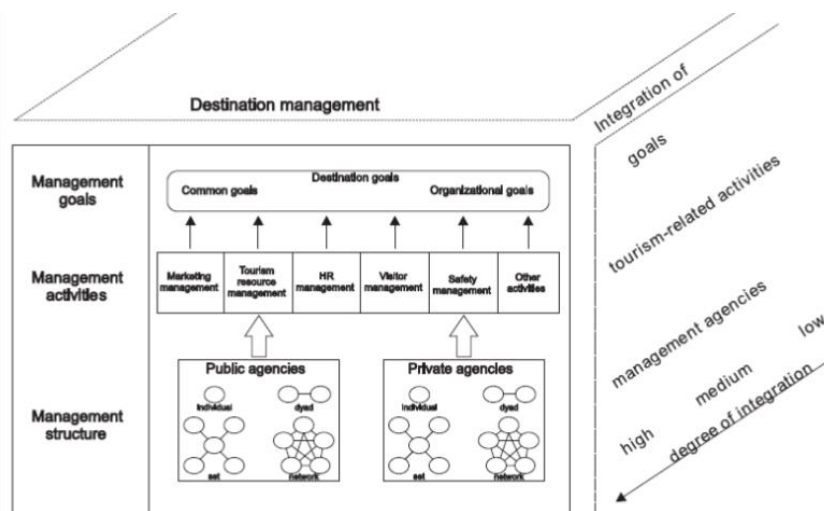 Destination management
Integration of
goals
tourism-related activities
management agencies
low
medium
high
degree of integration
Management
goals
Destination goals
Common goals
Organizational goals
Management
activities
Marketing
management
Tourism
resource
management
HR
management
Visitor
management
Safety
management
Other
activities
Management
structure
Public agencies
individual
dyad
set
network
Private agencies
individual
dyad
set
network